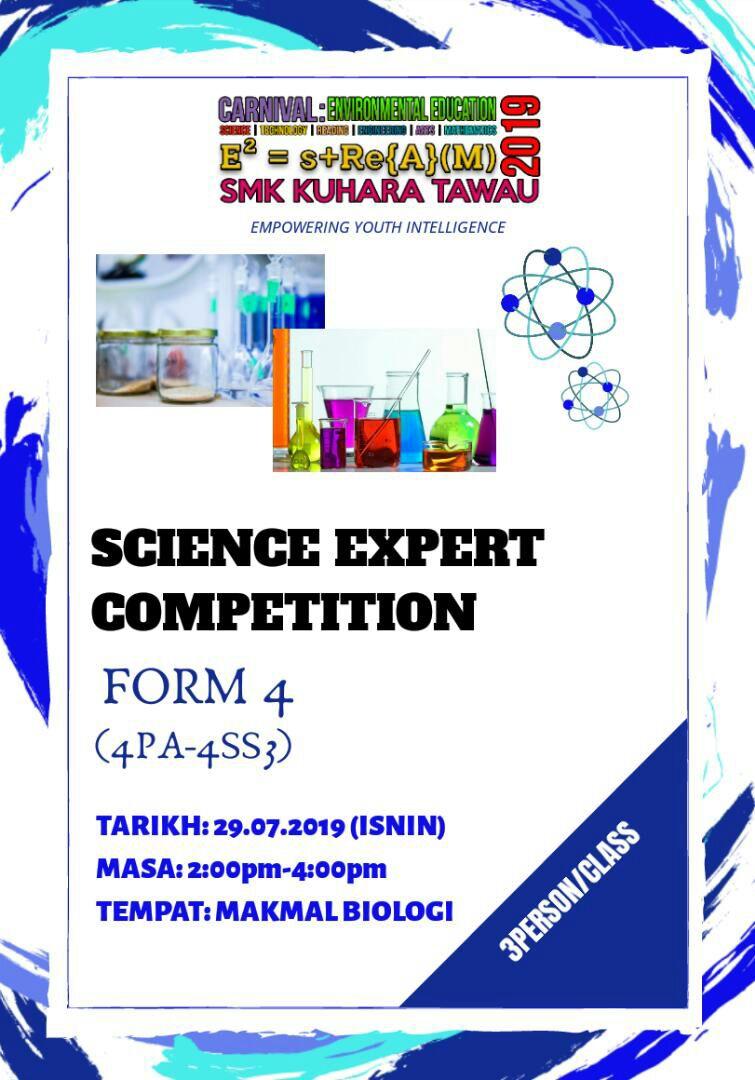 CARNIVAL: ENVIRONMENTAL EDUCATION
SCIENCE | TECHNOLOGY | READING | ENGINEERING | ARTS | MATHEMATICS
E² = s+Re{A}(M)
2019
SMK KUHARA TAWAU
EMPOWERING YOUTH INTELLIGENCE
SCIENCE EXPERT
COMPETITION
FORM 4
(4PA-4SS3)
TARIKH: 29.07.2019 (ISNIN)
MASA: 2:00pm-4:00pm
TEMPAT: MAKMAL BIOLOGI
3PERSON/CLASS